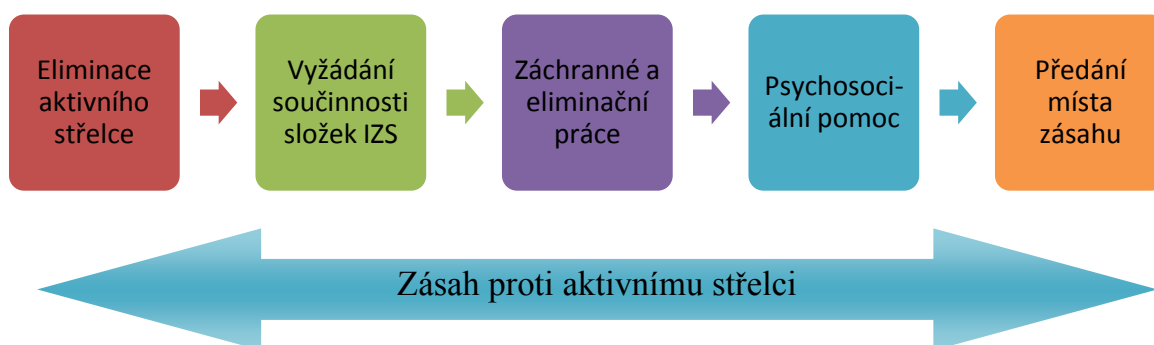 Eliminace
aktivního
střelce
Vyžádání
součinnosti
složek IZS
Záchranné a
eliminační
práce
Psychosoci-
ální pomoc
Předání
místa
zásahu
Zásah proti aktivnímu střelci